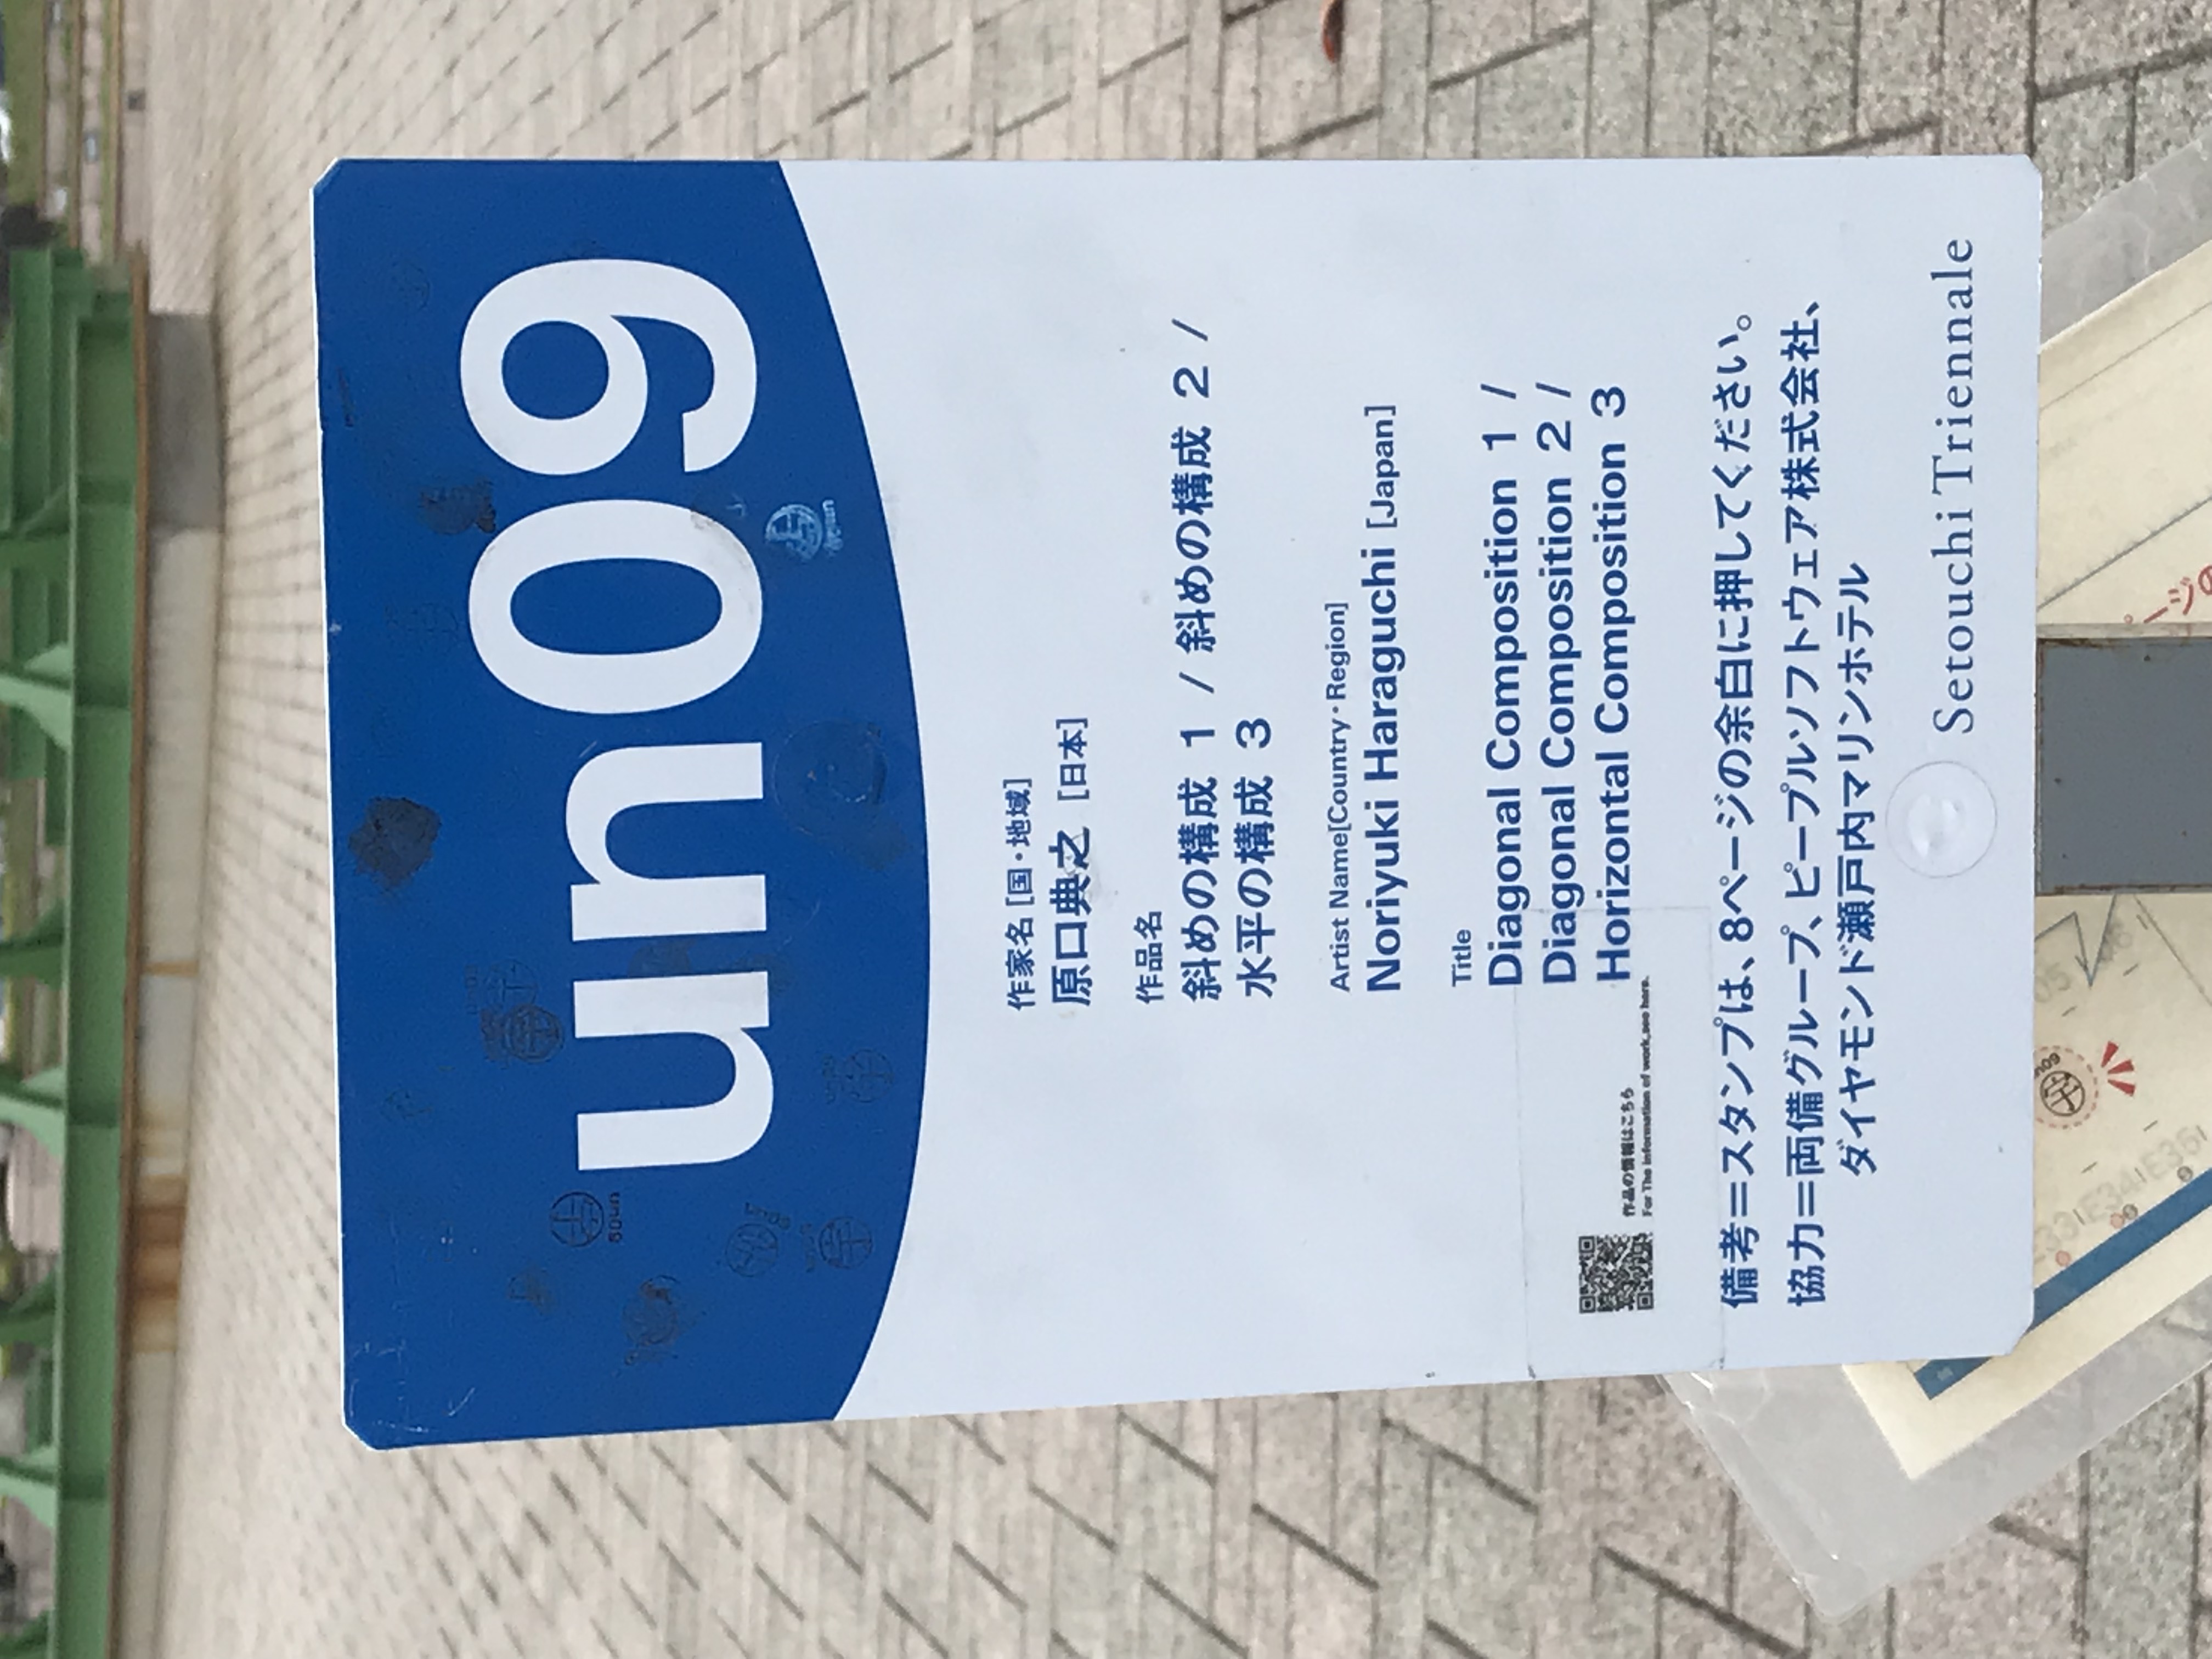 un09
作家名[国・地域]
原口典之 [日本]
作品名
斜めの構成 1 / 斜めの構成 2 /
水平の構成 3
Artist Name[Country・Region]
Noriyuki Haraguchi [Japan]
Title
Diagonal Composition 1 /
Diagonal Composition 2 /
Horizontal Composition 3
作品の情報はこちら
For The information of work,see here.
備考=スタンプは、8ページの余白に押してください。
協力=両備グループ、ピープルソフトウェア株式会社、
ダイヤモンド瀬戸内マリンホテル
Setouchi Triennale
ページの